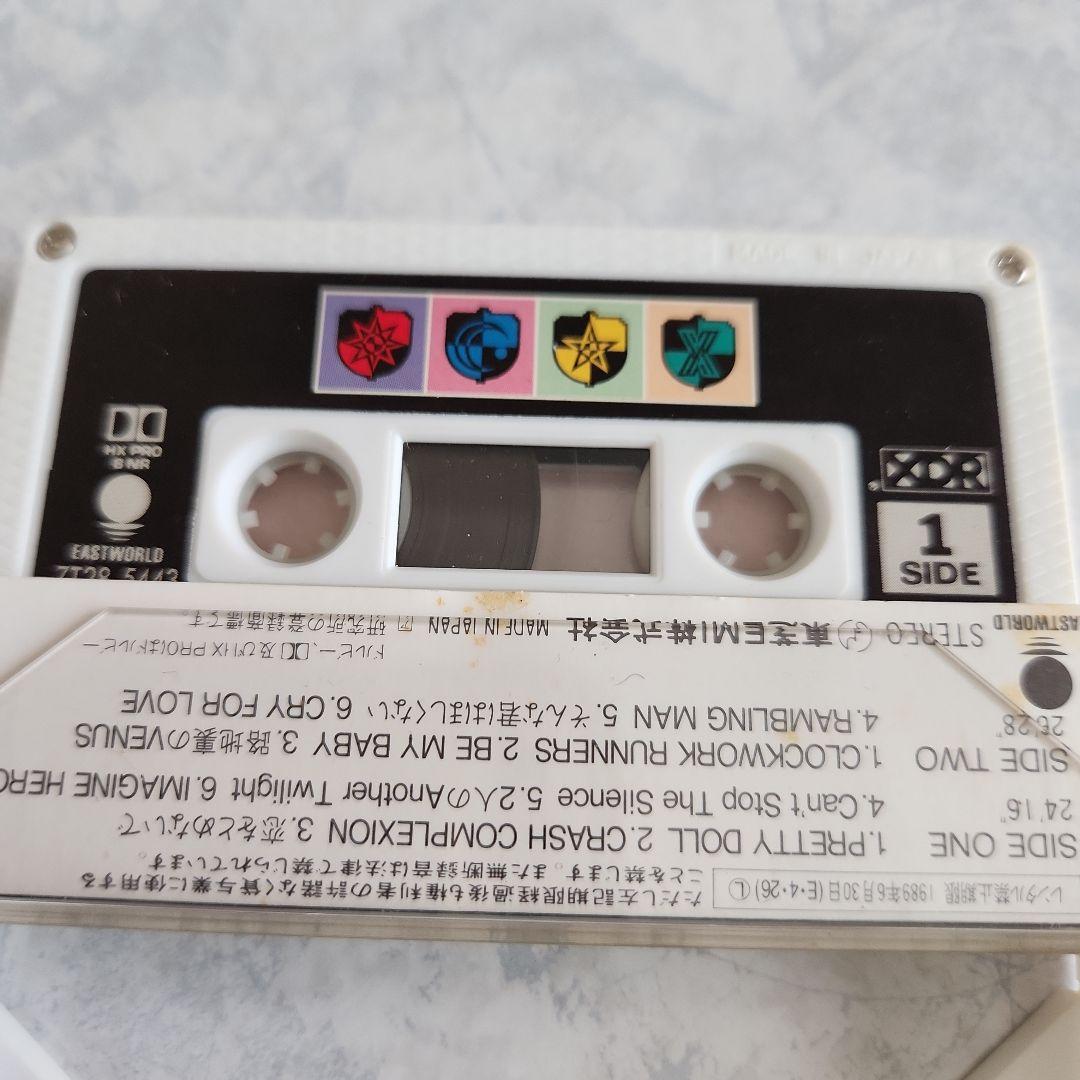 MADE IN JAPAN
HX PRO
B NR
EASTWORLD
ZT28-5443
XDR
1
SIDE
レンタル禁止期限 1989年6月30日(E・4・26)Ⓛ
ただし左記期限経過後も権利者の許諾なく賃与業に使用する
ことを禁じます。また無断録音は法律で禁じられています。
SIDE ONE 1.PRETTY DOLL 2.CRASH COMPLEXION 3.恋をとめないで
24'16" 4.Can't Stop The Silence 5.2人のAnother Twilight 6.IMAGINE HERO
SIDE TWO 1.CLOCKWORK RUNNERS 2.BE MY BABY 3.路地裏のVENUS
26'28" 4.RAMBLING MAN 5.そんな君はほしくない 6.CRY FOR LOVE
ドルビー、及びHX PROはドルビー
STEREO 東芝EMI株式会社 MADE IN JAPAN 研究所の登録商標です。
ASTWORLD